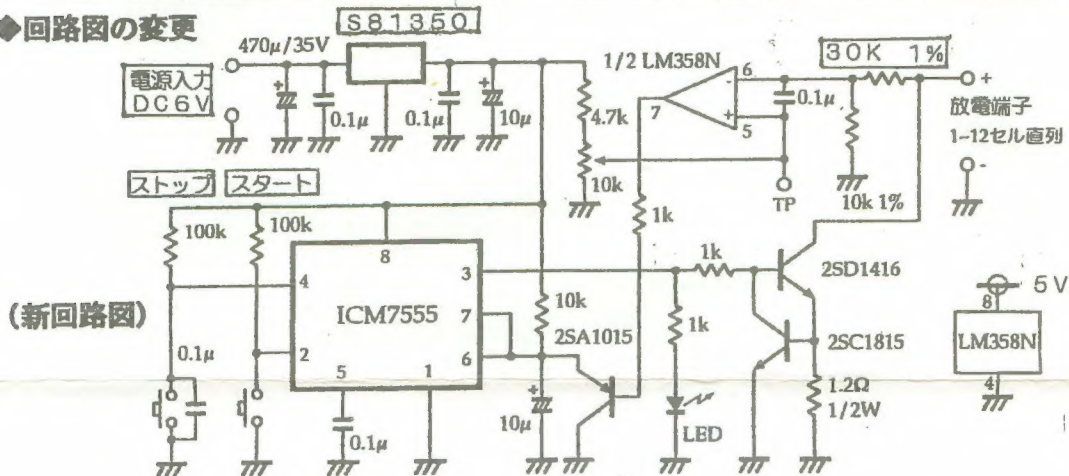 ◆回路図の変更
S81350
470μ/35V
電源入力
DC6V
0.1μ
0.1μ
10μ
4.7k
10k
1/2 LM358N
6
-
7
+
5
0.1μ
TP
30K 1%
10k 1%
+
放電端子
1-12セル直列
-
ストップ
スタート
100k
100k
(新回路図)
ICM7555
8
4
3
7
2
6
5
1
0.1μ
0.1μ
10k
10μ
2SA1015
1k
1k
1k
LED
2SD1416
2SC1815
1.2Ω
1/2W
5V
8
LM358N
4